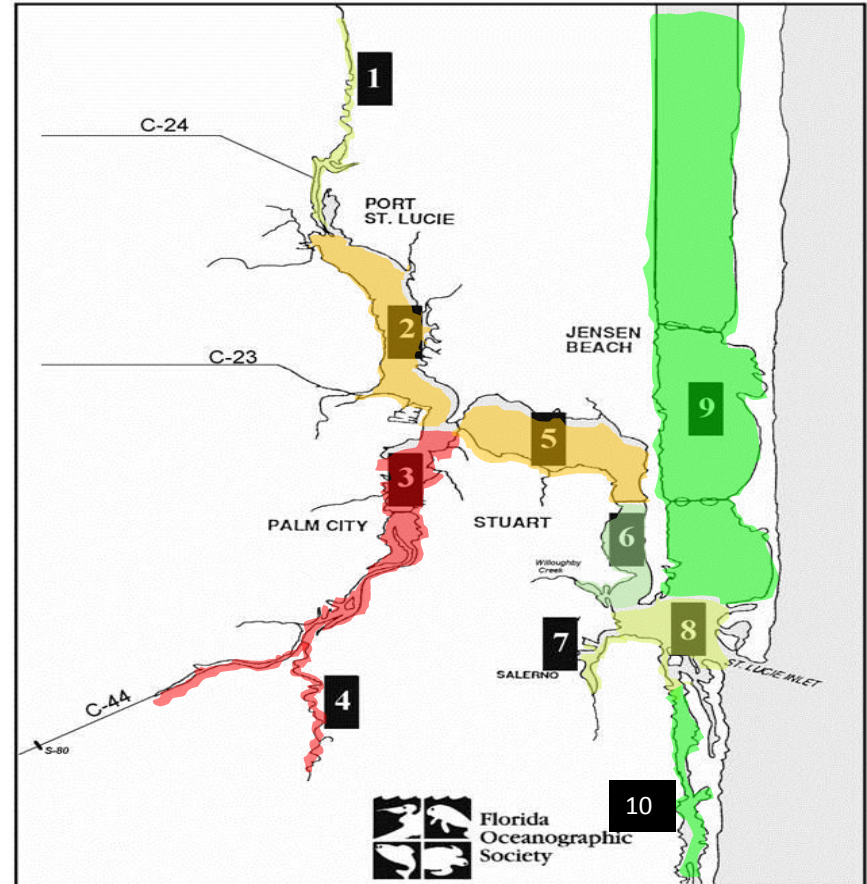 1
C-24
PORT
ST. LUCIE
2
JENSEN
BEACH
C-23
9
5
3
PALM CITY
STUART
6
Willoughby
Creek
7
8
SALERNO
ST. LUCIE INLET
4
C-44
S-80
10
Florida
Oceanographic
Society